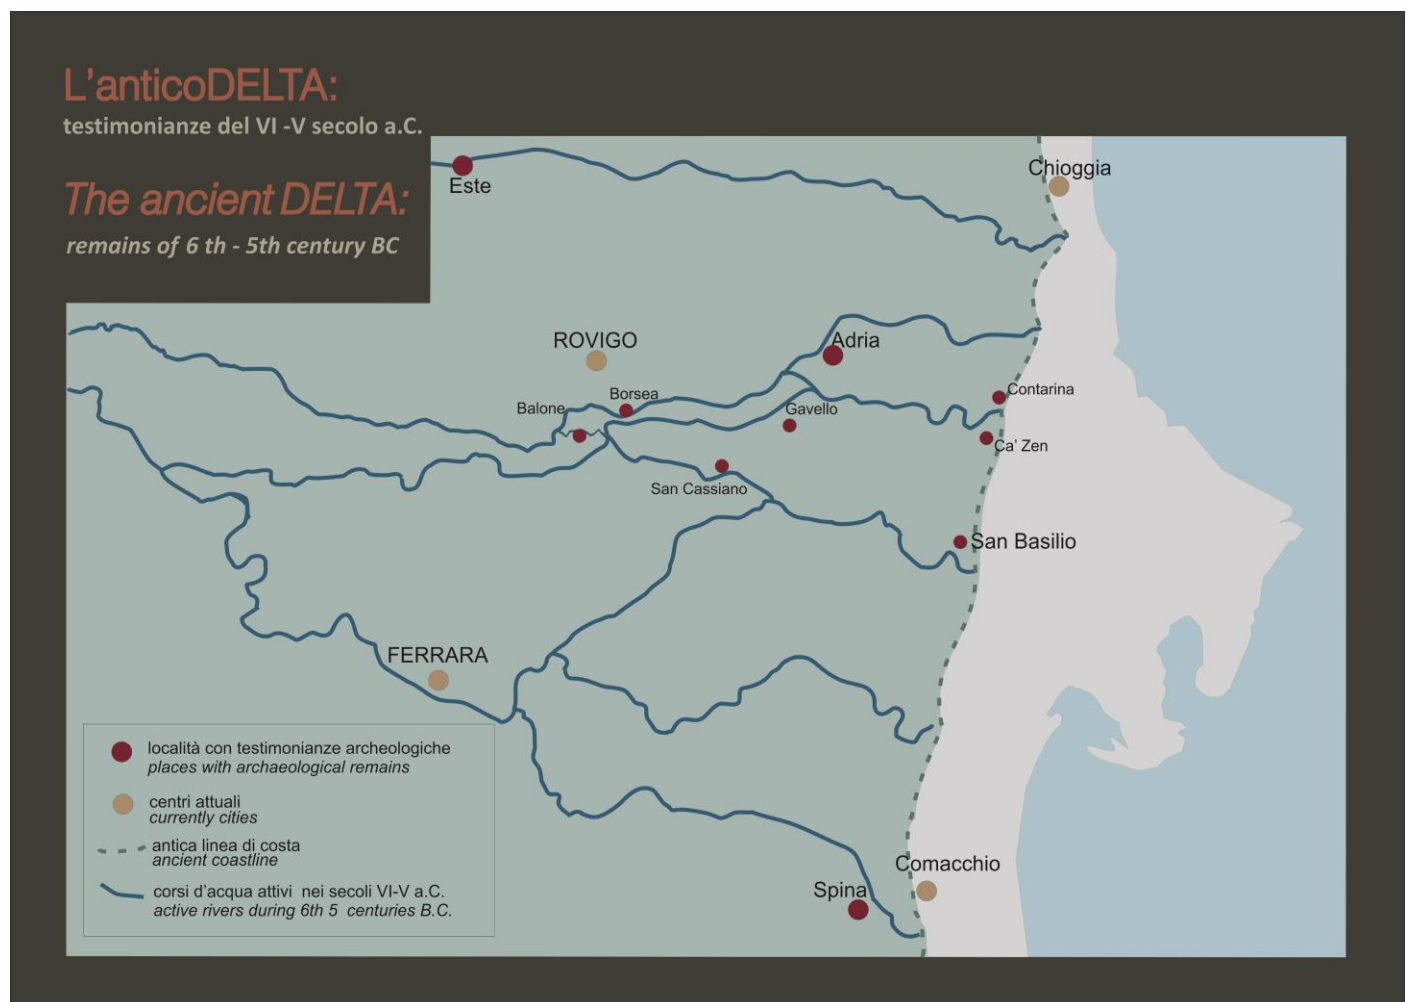 L'anticoDELTA:
testimonianze del VI -V secolo a.C.
The ancient DELTA:
remains of 6 th - 5th century BC
Este
Chioggia
ROVIGO
Adria
Borsea
Balone
Gavello
Contarina
Ca' Zen
San Cassiano
San Basilio
FERRARA
Comacchio
Spina
località con testimonianze archeologiche
places with archaeological remains
centri attuali
currently cities
antica linea di costa
ancient coastline
corsi d'acqua attivi nei secoli VI-V a.C.
active rivers during 6th 5 centuries B.C.